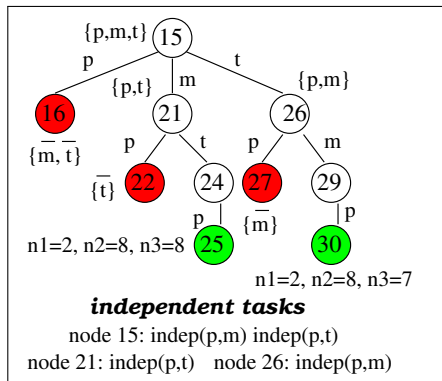 {p,m,t} 15
p m t
{p,t} {p,m}
16 21 26
{m̅, t̅} p t p m
{t̅} 22 24 27 29
p {m̅} p
n1=2, n2=8, n3=8 25 30
n1=2, n2=8, n3=7
independent tasks
node 15: indep(p,m) indep(p,t)
node 21: indep(p,t) node 26: indep(p,m)